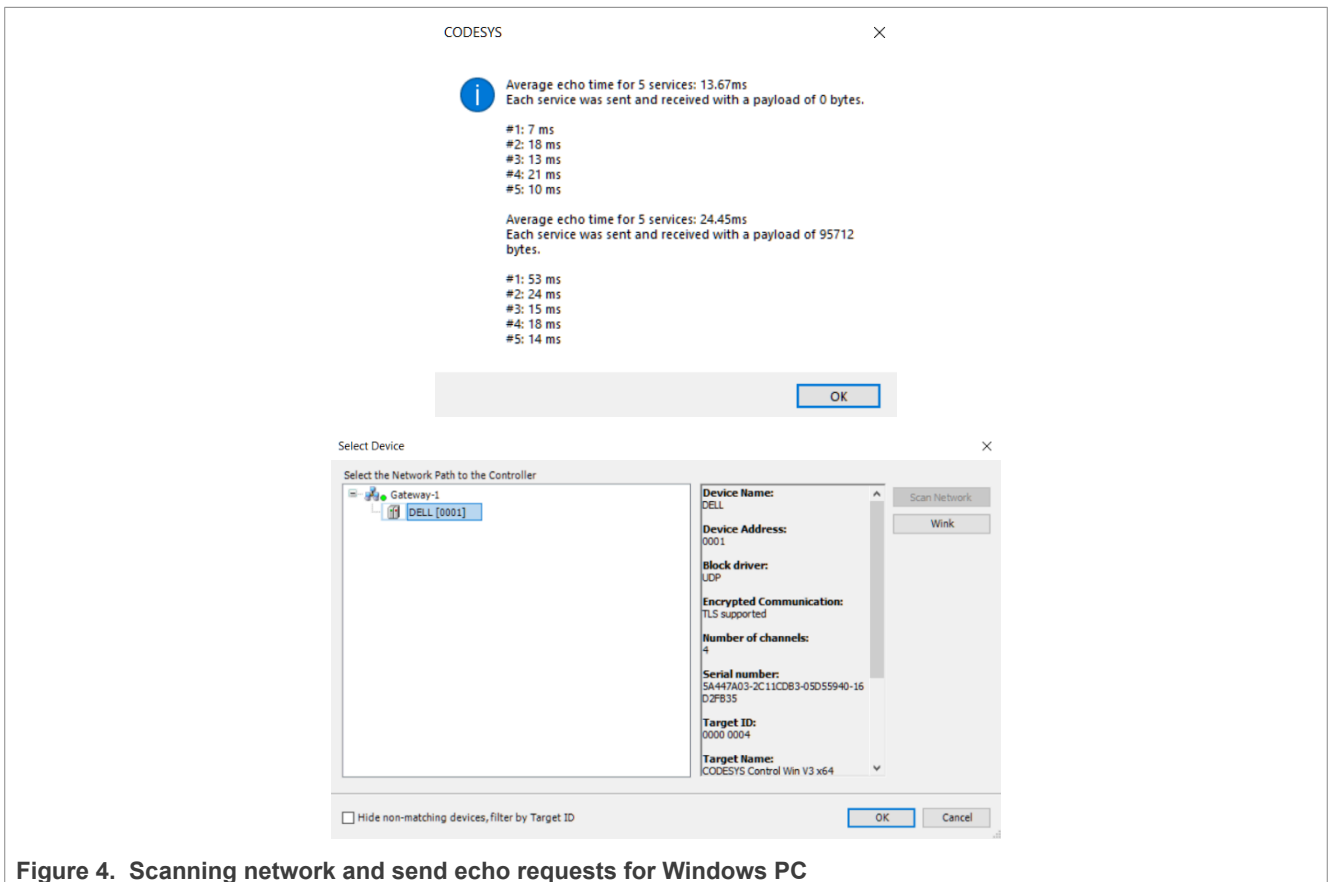 CODESYS
Average echo time for 5 services: 13.67ms
Each service was sent and received with a payload of 0 bytes.
#1: 7 ms
#2: 18 ms
#3: 13 ms
#4: 21 ms
#5: 10 ms
Average echo time for 5 services: 24.45ms
Each service was sent and received with a payload of 95712
bytes.
#1: 53 ms
#2: 24 ms
#3: 15 ms
#4: 18 ms
#5: 14 ms
OK
Select Device
Select the Network Path to the Controller
Gateway-1
DELL [0001]
Device Name:
DELL
Device Address:
0001
Block driver:
UDP
Encrypted Communication:
TLS supported
Number of channels:
4
Serial number:
5A447A03-2C11CDB3-05D55940-16
D2FB35
Target ID:
0000 0004
Target Name:
CODESYS Control Win V3 x64
Scan Network
Wink
Hide non-matching devices, filter by Target ID
OK
Cancel
Figure 4. Scanning network and send echo requests for Windows PC